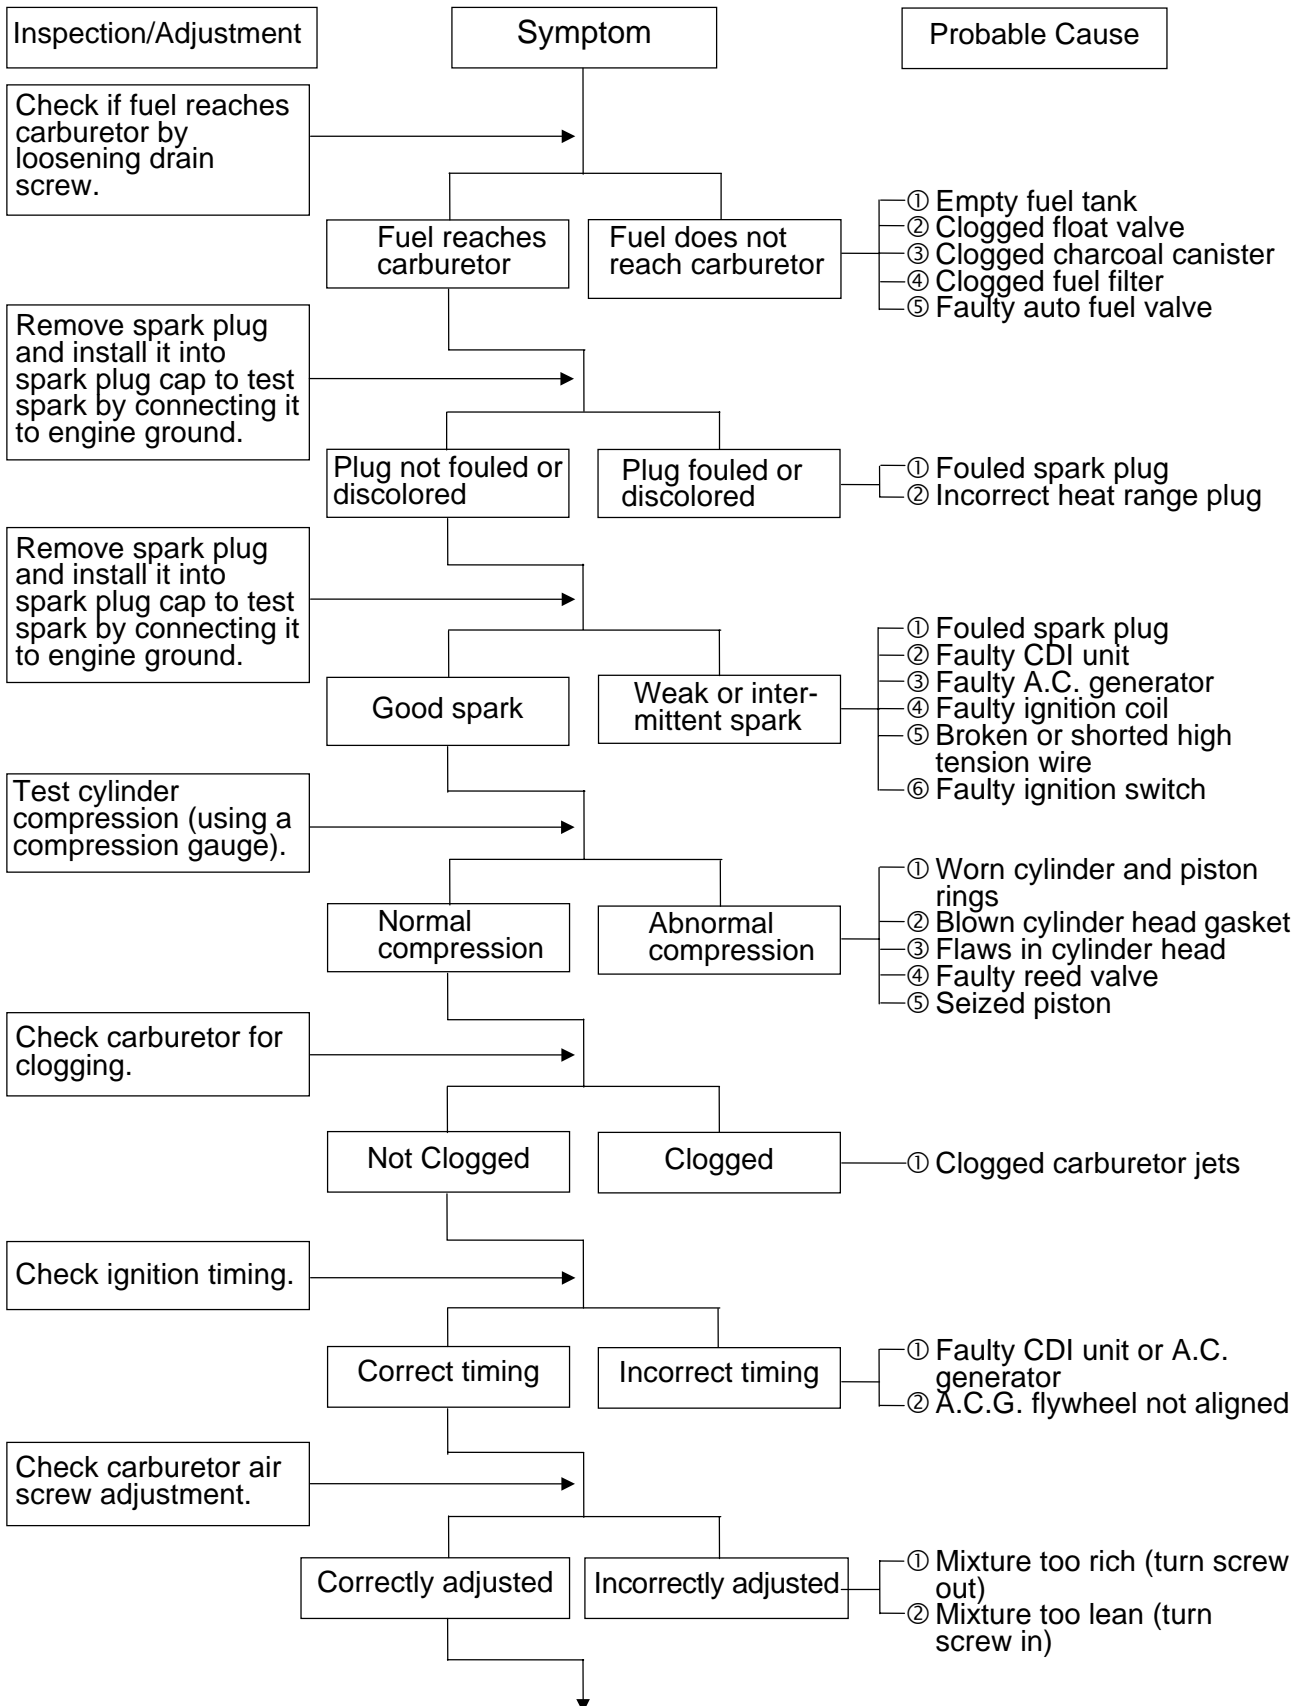 Inspection/Adjustment
Symptom
Probable Cause
Check if fuel reaches
carburetor by
loosening drain
screw.
Fuel reaches
carburetor
Fuel does not
reach carburetor
① Empty fuel tank
② Clogged float valve
③ Clogged charcoal canister
④ Clogged fuel filter
⑤ Faulty auto fuel valve
Remove spark plug
and install it into
spark plug cap to test
spark by connecting it
to engine ground.
Plug not fouled or
discolored
Plug fouled or
discolored
① Fouled spark plug
② Incorrect heat range plug
Remove spark plug
and install it into
spark plug cap to test
spark by connecting it
to engine ground.
Good spark
Weak or inter-
mittent spark
① Fouled spark plug
② Faulty CDI unit
③ Faulty A.C. generator
④ Faulty ignition coil
⑤ Broken or shorted high
tension wire
⑥ Faulty ignition switch
Test cylinder
compression (using a
compression gauge).
Normal
compression
Abnormal
compression
① Worn cylinder and piston
rings
② Blown cylinder head gasket
③ Flaws in cylinder head
④ Faulty reed valve
⑤ Seized piston
Check carburetor for
clogging.
Not Clogged
Clogged
① Clogged carburetor jets
Check ignition timing.
Correct timing
Incorrect timing
① Faulty CDI unit or A.C.
generator
② A.C.G. flywheel not aligned
Check carburetor air
screw adjustment.
Correctly adjusted
Incorrectly adjusted
① Mixture too rich (turn screw
out)
② Mixture too lean (turn
screw in)